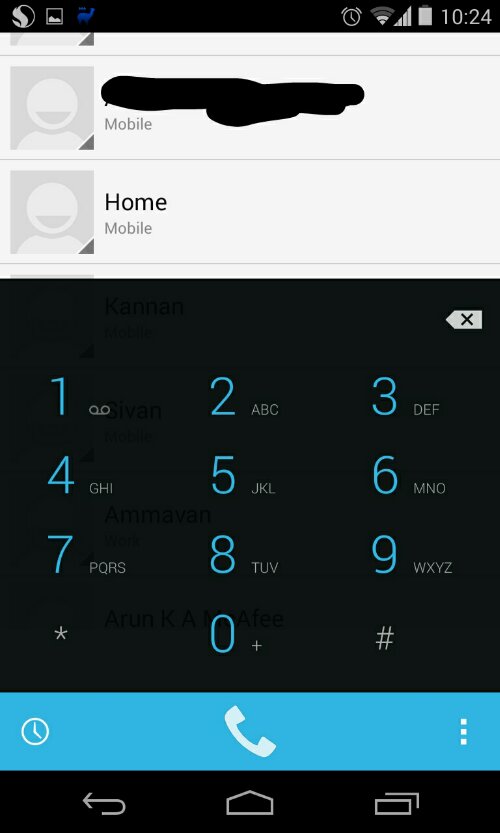 10:24
Mobile
Home
Mobile
Kannan
Mobile
1
2 ABC
3 DEF
Sivan
Mobile
4 GHI
5 JKL
6 MNO
Ammavan
Work
7 PQRS
8 TUV
9 WXYZ
Arun K A McAfee
*
0 +
#